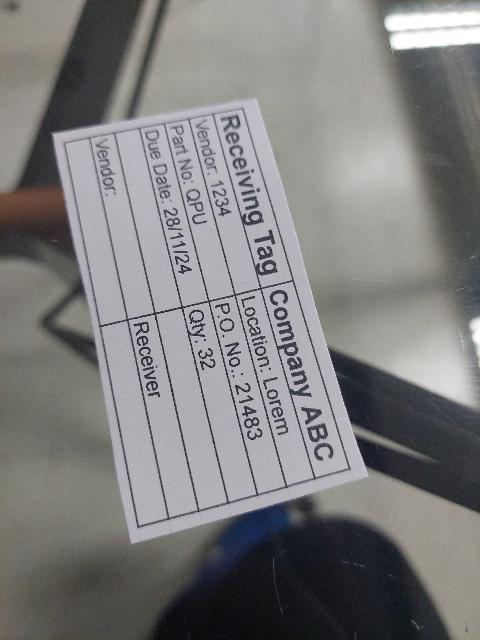 Receiving Tag Company ABC
Vendor: 1234 Location: Lorem
Part No: QPU P.O. No.: 21483
Due Date: 28/11/24 Qty: 32
Vendor: Receiver